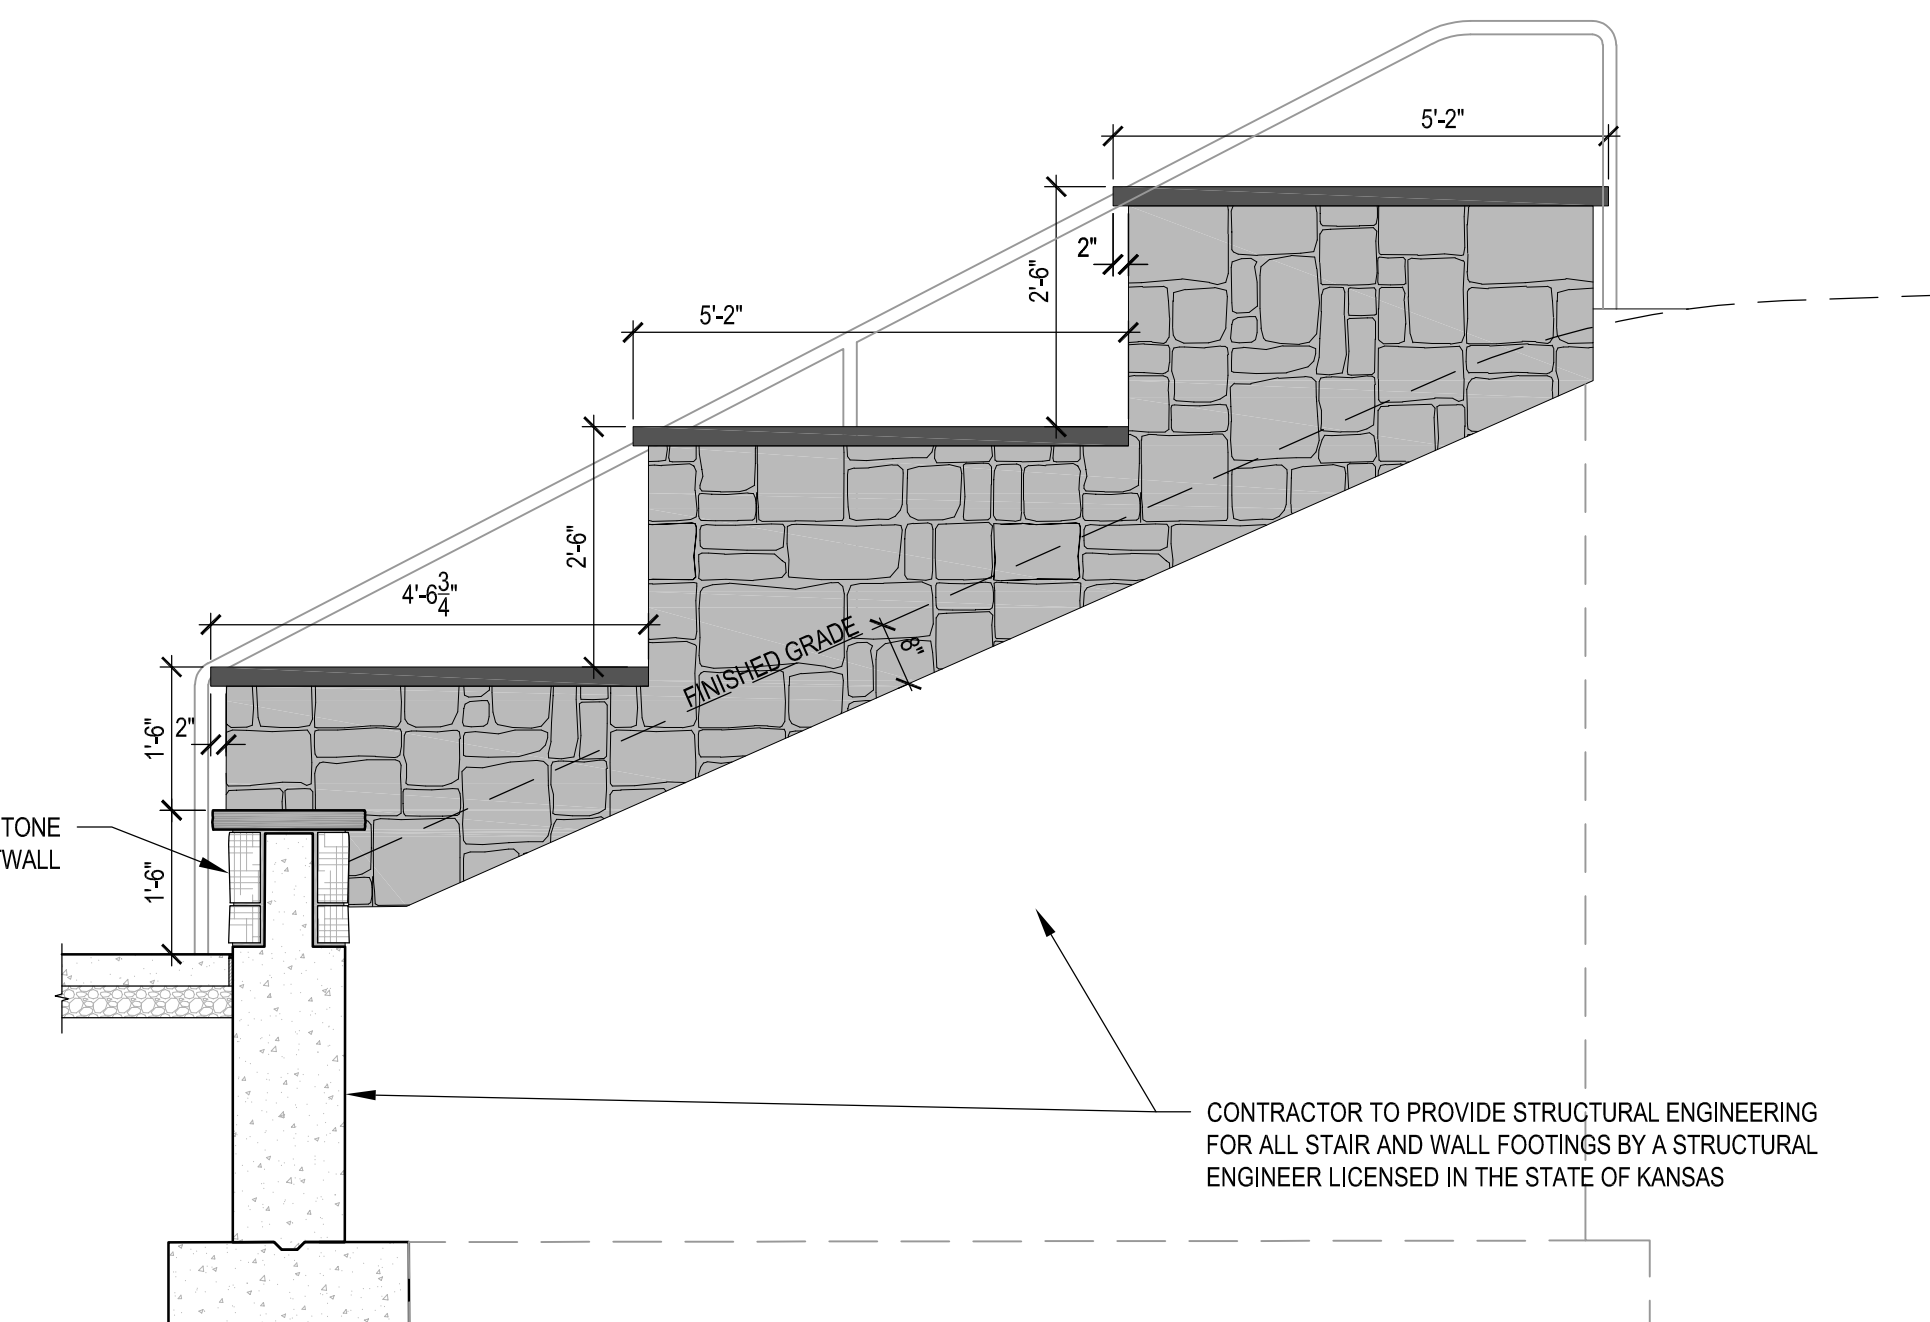 5'-2"
2"
2'-6"
5'-2"
2'-6"
4'-6 3/4"
FINISHED GRADE
8"
1'-6"
2"
TONE
WALL
1'-6"
CONTRACTOR TO PROVIDE STRUCTURAL ENGINEERING
FOR ALL STAIR AND WALL FOOTINGS BY A STRUCTURAL
ENGINEER LICENSED IN THE STATE OF KANSAS